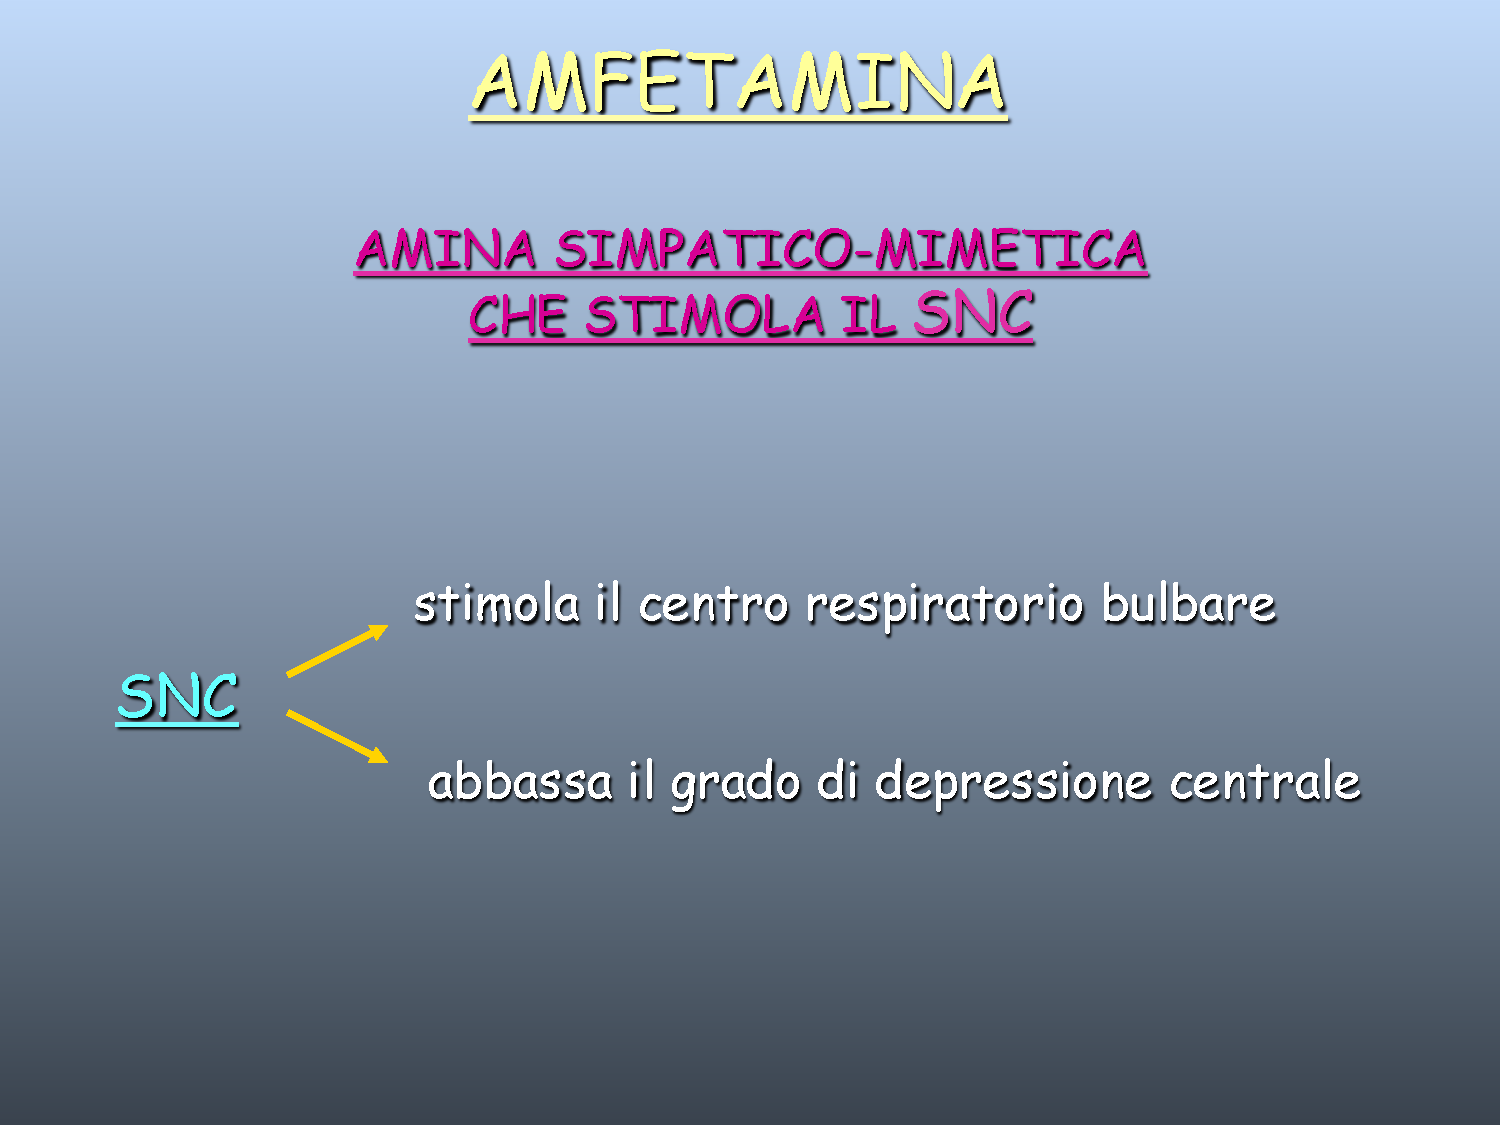 AMFETAMINA
AMINA SIMPATICO-MIMETICA
CHE STIMOLA IL SNC
stimola il centro respiratorio bulbare
SNC
abbassa il grado di depressione centrale